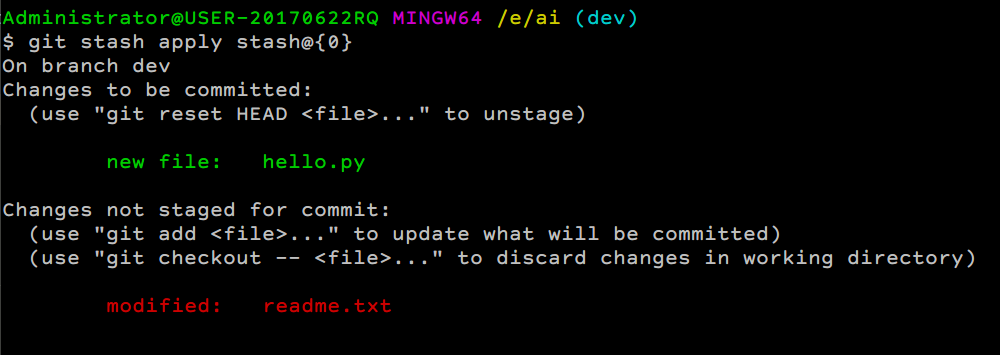 Administrator@USER-20170622RQ MINGW64 /e/ai (dev)
$ git stash apply stash@{0}
On branch dev
Changes to be committed:
  (use "git reset HEAD <file>..." to unstage)
        new file:   hello.py
Changes not staged for commit:
  (use "git add <file>..." to update what will be committed)
  (use "git checkout -- <file>..." to discard changes in working directory)
        modified:   readme.txt